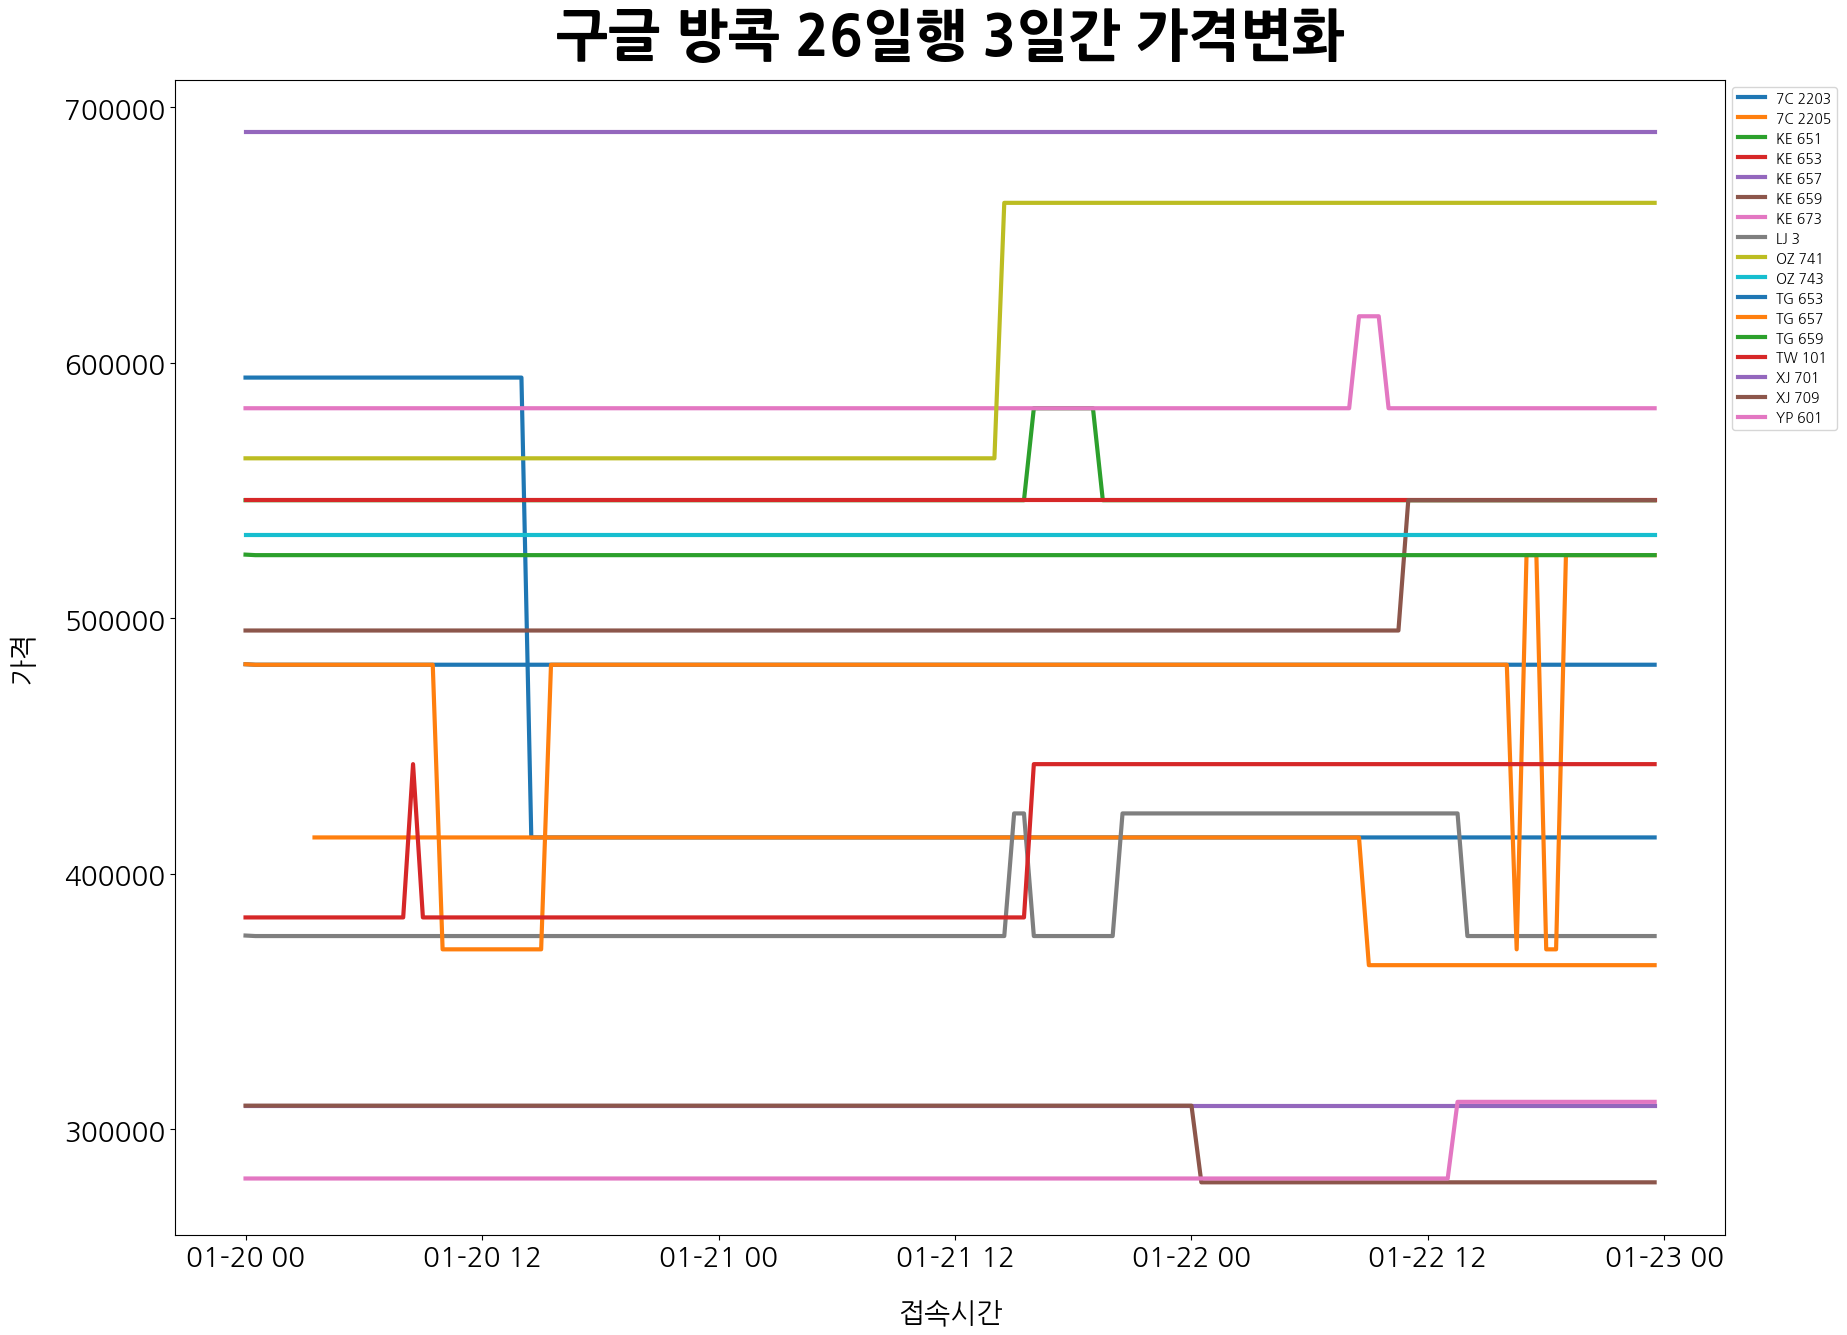 구글 방콕 26일행 3일간 가격변화
700000
600000
500000
400000
300000
가격
01-20 00
01-20 12
01-21 00
01-21 12
01-22 00
01-22 12
01-23 00
접속시간
7C 2203
7C 2205
KE 651
KE 653
KE 657
KE 659
KE 673
LJ 3
OZ 741
OZ 743
TG 653
TG 657
TG 659
TW 101
XJ 701
XJ 709
YP 601